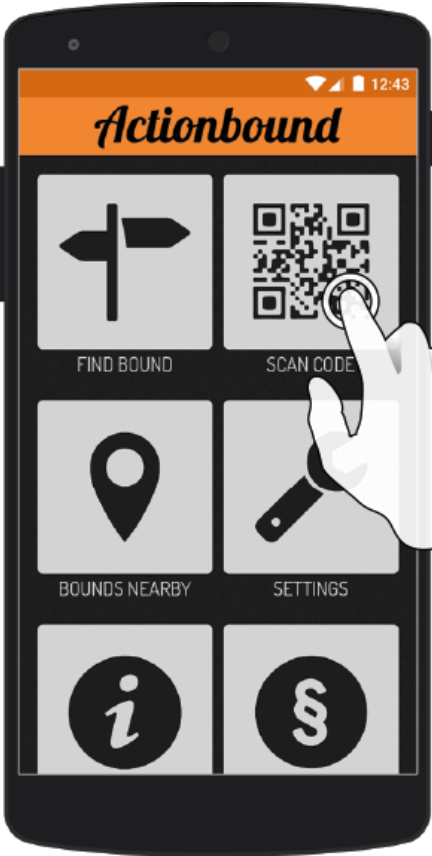 12:43
Actionbound
FIND BOUND
SCAN CODE
BOUNDS NEARBY
SETTINGS
i
§